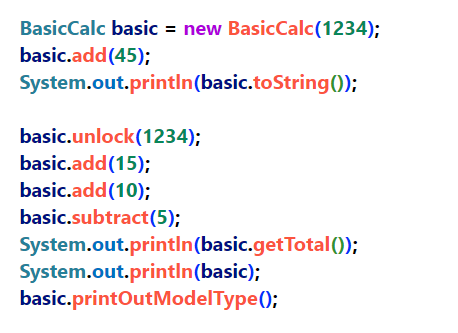 BasicCalc basic = new BasicCalc(1234);
basic.add(45);
System.out.println(basic.toString());
basic.unlock(1234);
basic.add(15);
basic.add(10);
basic.subtract(5);
System.out.println(basic.getTotal());
System.out.println(basic);
basic.printOutModelType();